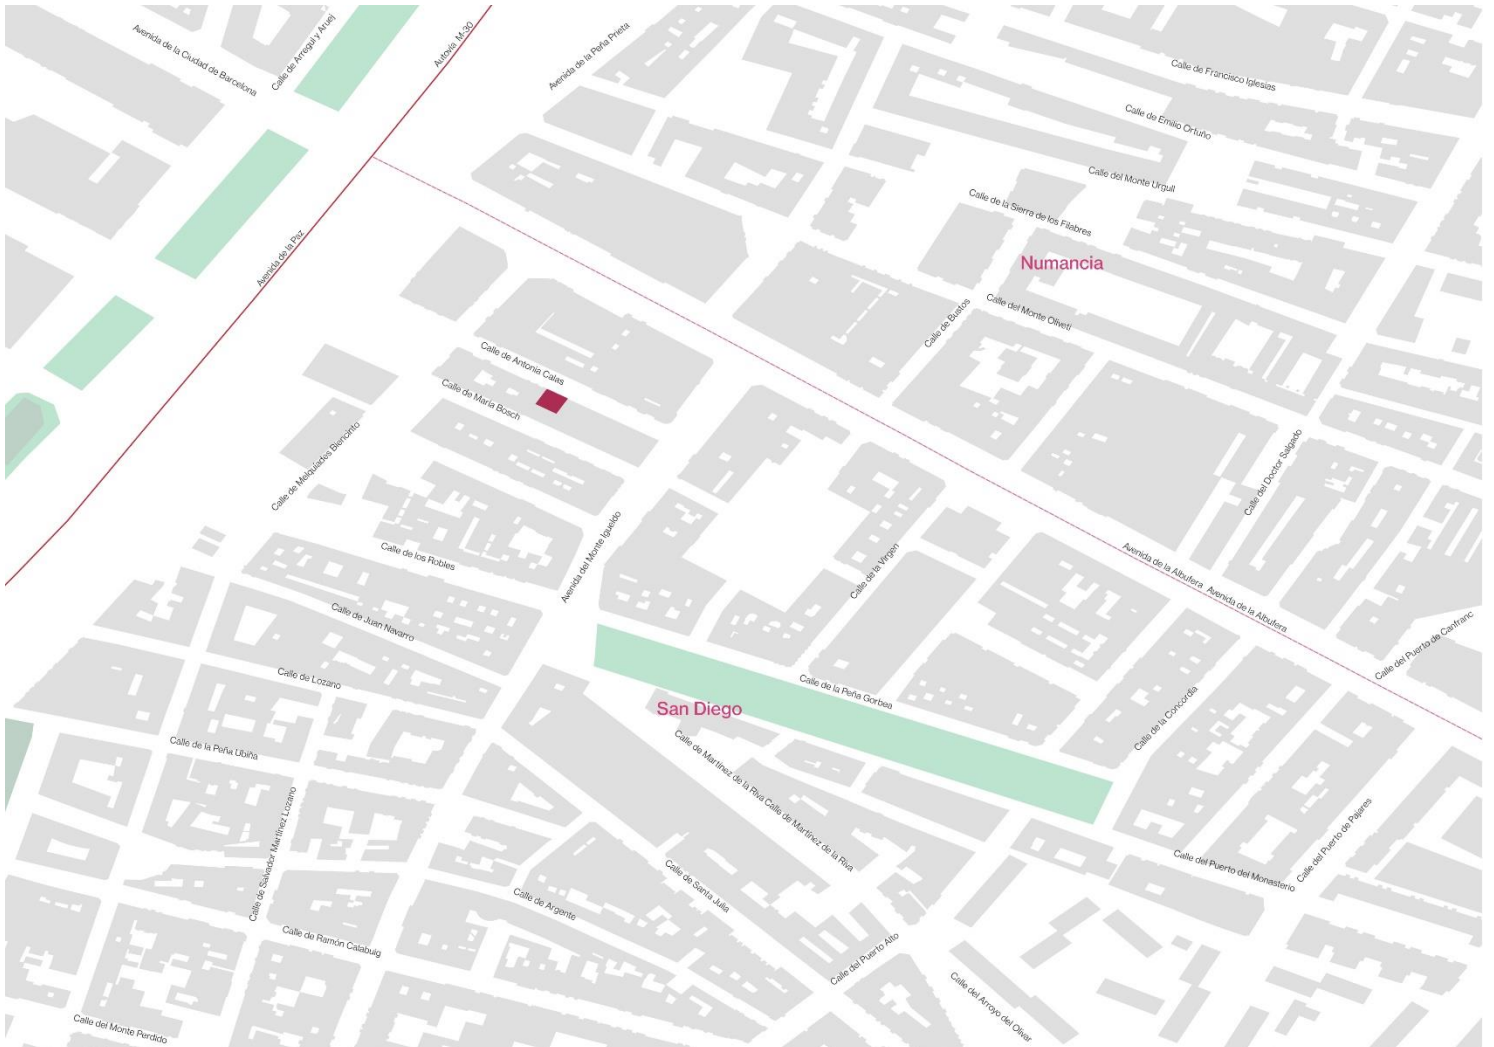 Avenida de la Ciudad de Barcelona
Calle de Arregui y Aruej
Autovía M-30
Avenida de la Peña Prieta
Calle de Francisco Iglesias
Calle de Emilio Ortuño
Calle del Monte Urgull
Calle de la Sierra de los Filabres
Avenida de la Paz
Numancia
Calle del Monte Oliveti
Calle de Bustos
Calle de Antonia Calas
Calle de María Bosch
Calle de Melquiades Biencinto
Calle del Doctor Salgado
Calle de los Robles
Avenida del Monte Igueldo
Calle de la Virgen
Avenida de la Albufera
Avenida de la Albufera
Calle de Juan Navarro
Calle del Puerto de Canfranc
Calle de Lozano
Calle de la Peña Gorbea
San Diego
Calle de la Concordia
Calle de la Peña Ubiña
Calle de Martínez de la Riva
Calle de Martínez de la Riva
Calle de Salvador Martínez Lozano
Calle del Puerto de Pajares
Calle del Puerto del Monasterio
Calle de Santa Julia
Calle de Argente
Calle de Ramón Calabuig
Calle del Puerto Alto
Calle del Arroyo del Olivar
Calle del Monte Perdido